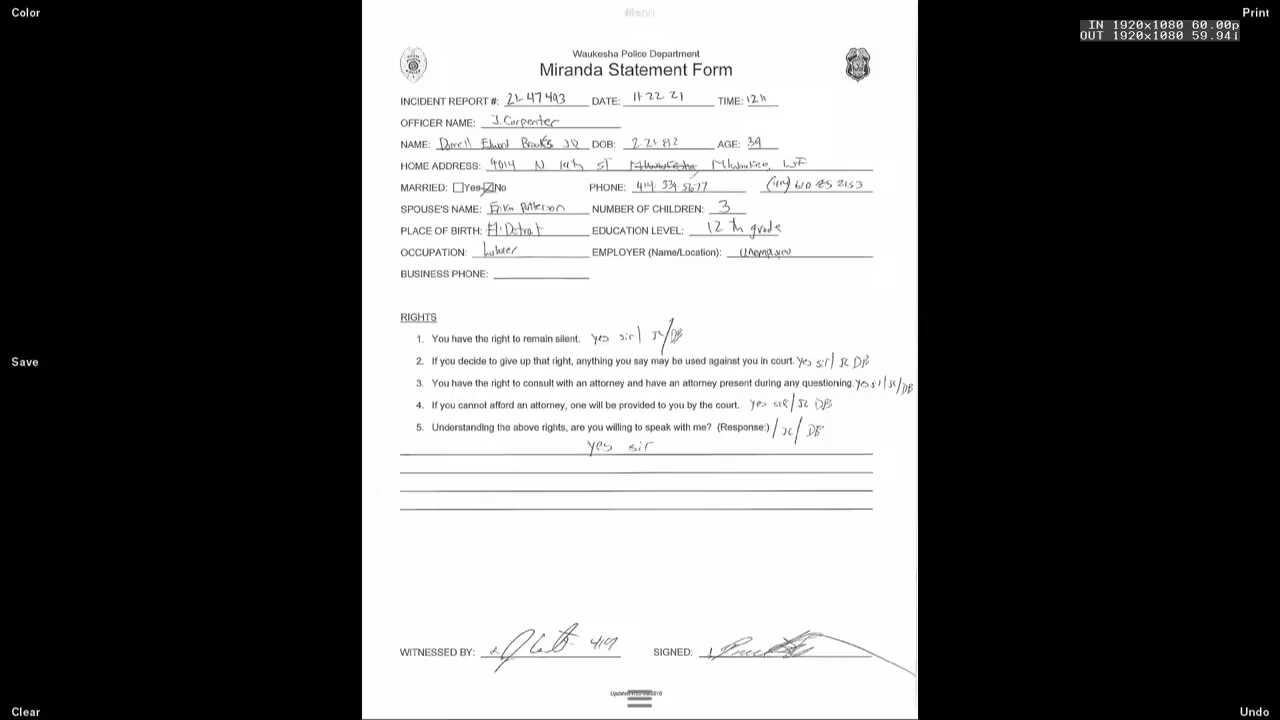 Color
Menu
Print
IN 1920x1080 60.00p
OUT 1920x1080 59.94i
Waukesha Police Department
Miranda Statement Form
INCIDENT REPORT #: 21-47493 DATE: 11-22-21 TIME: 12h
OFFICER NAME: J. Carpenter
NAME: Darrell Edward Brooks JR DOB: 2-21-82 AGE: 39
HOME ADDRESS: 4014 N 19th ST Milwaukee, WI
MARRIED: Yes No PHONE: 414. 334. 5677
SPOUSE'S NAME: Erika Patterson NUMBER OF CHILDREN: 3
PLACE OF BIRTH: Detroit EDUCATION LEVEL: 12th grade
OCCUPATION: Laborer EMPLOYER (Name/Location): Unemployed
BUSINESS PHONE:
RIGHTS
1. You have the right to remain silent. yes sir / JC / DB
2. If you decide to give up that right, anything you say may be used against you in court. yes sir / JC DB
Save
3. You have the right to consult with an attorney and have an attorney present during any questioning. yes sir / JC / DB
4. If you cannot afford an attorney, one will be provided to you by the court. yes sir / JC DB
5. Understanding the above rights, are you willing to speak with me? (Response:) / JC / DB
yes sir
WITNESSED BY: 419 SIGNED:
Clear
Undo